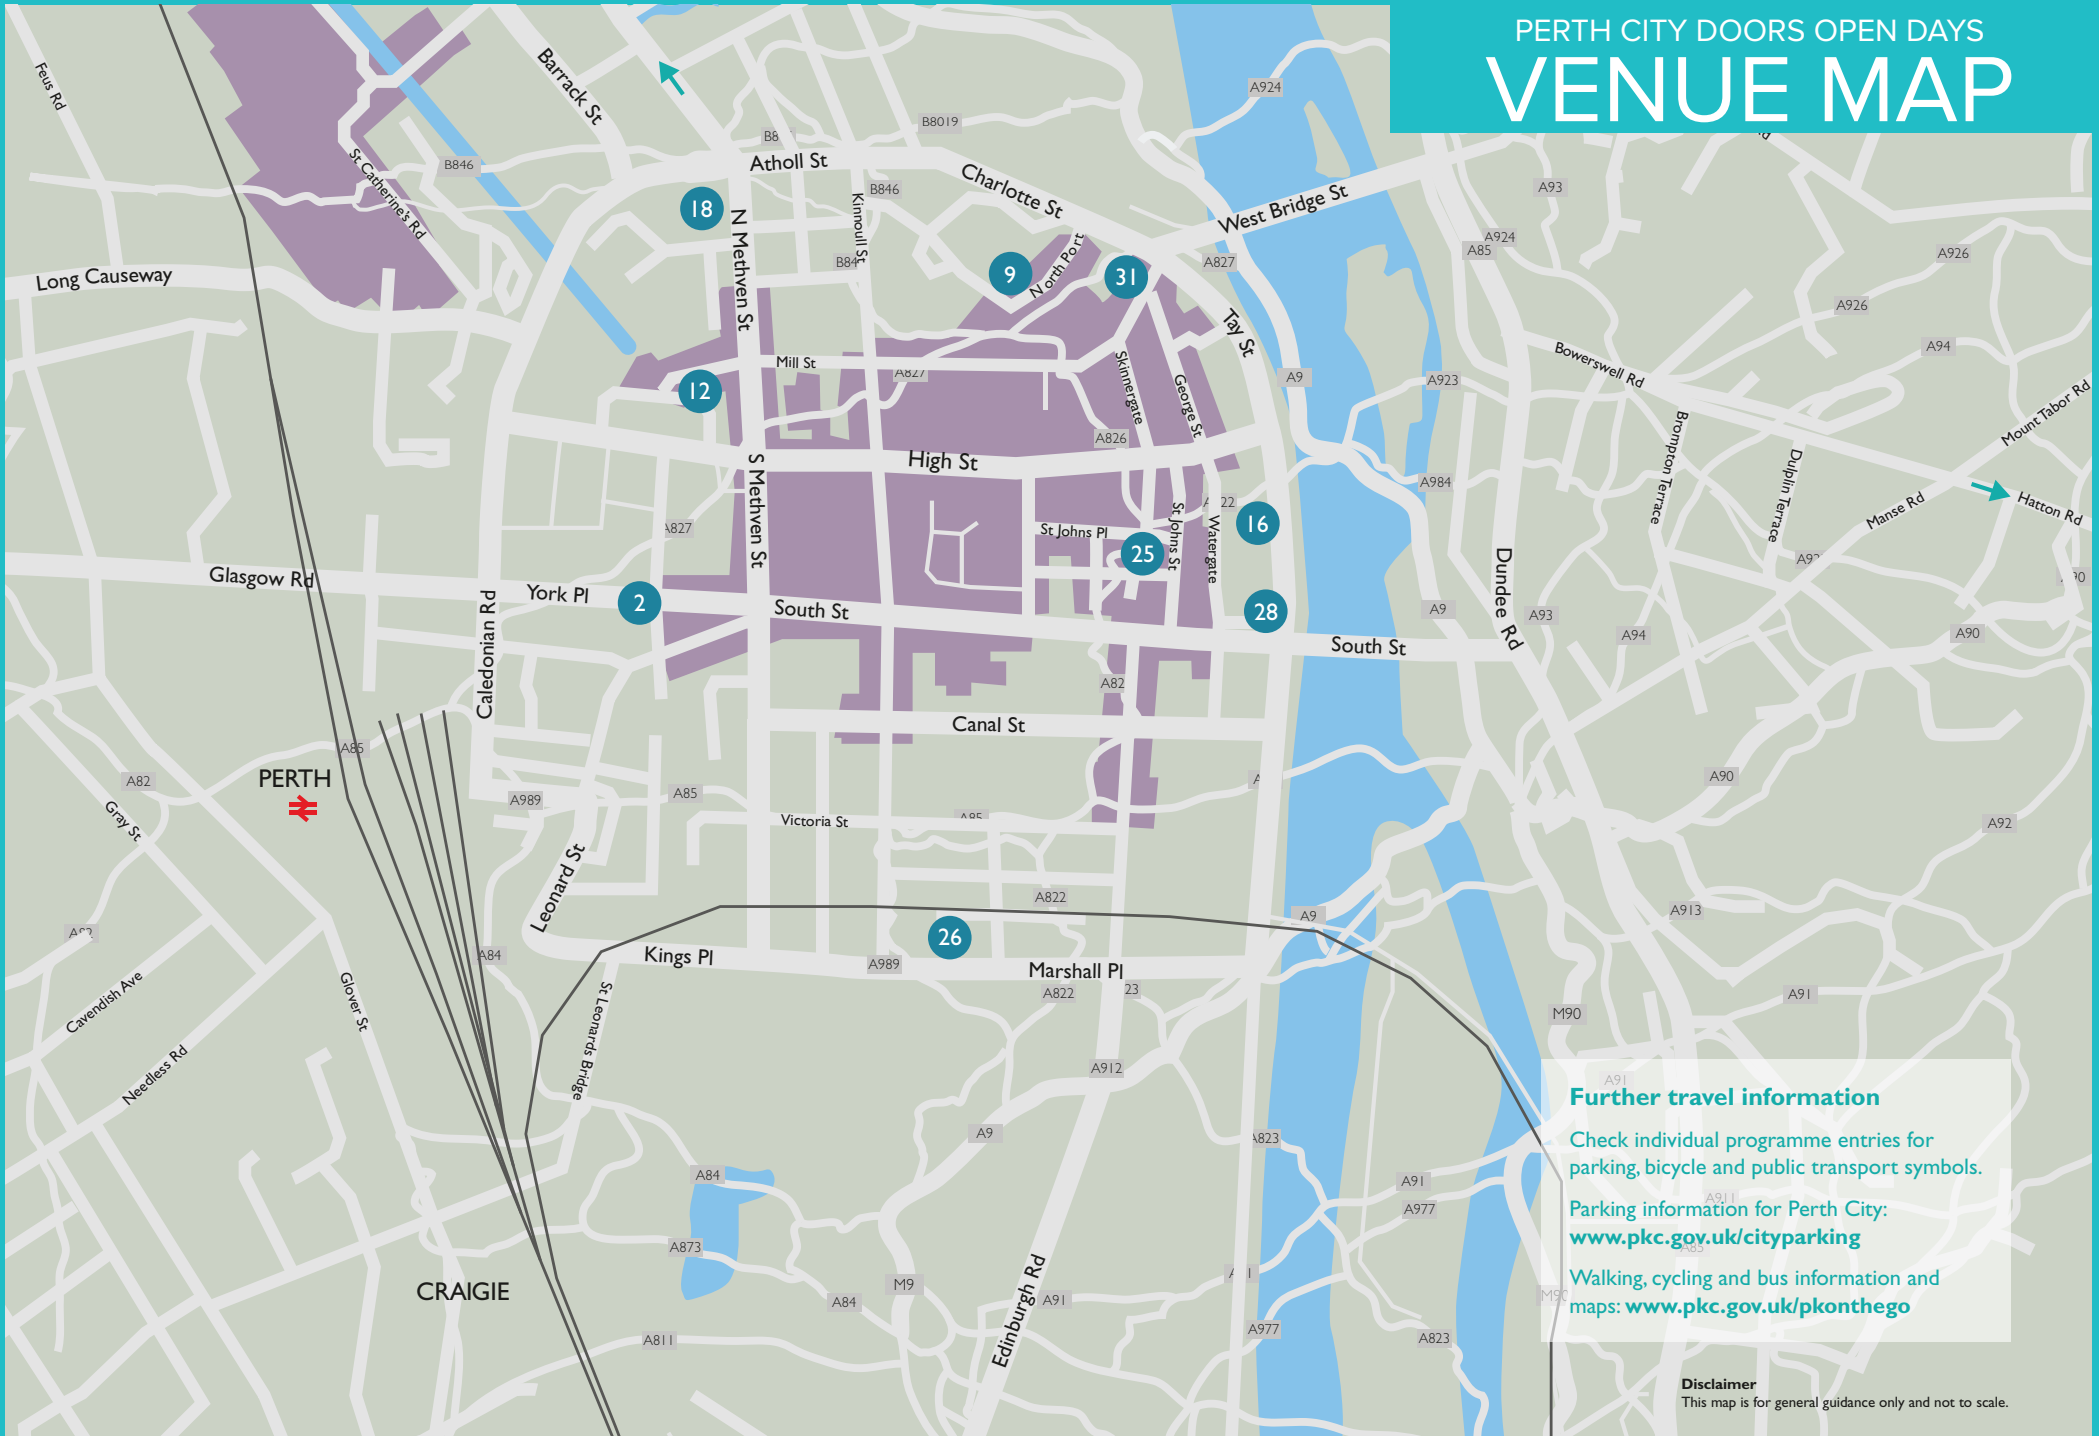 PERTH CITY DOORS OPEN DAYS
VENUE MAP
Feus Rd
Barrack St
A924
B8019
Atholl St
B846
St Catherine's Rd
18
N Methven St
Kinnoull St
B846
Charlotte St
West Bridge St
A93
A924
A85
A926
A827
Long Causeway
9
North Port
31
A926
Tay St
Mill St
A827
Skinnergate
George St
A9
A923
Bowerswell Rd
A94
Mount Tabor Rd
12
A826
High St
S Methven St
Brompton Terrace
Dulplin Terrace
A984
Manse Rd
Hatton Rd
A827
St Johns Pl
St Johns St
Watergate
16
25
Glasgow Rd
York Pl
2
South St
28
Dundee Rd
A9
A93
A94
A90
South St
Caledonian Rd
A82
Canal St
A85
PERTH
A82
A989
A85
A90
Gray St
Victoria St
A85
A92
Leonard St
A822
A9
A913
A82
26
A84
Kings Pl
A989
Marshall Pl
A822
23
A91
M90
Cavendish Ave
Glover St
St Leonards Bridge
Needless Rd
A912
A9
A823
A84
A91
A977
A873
CRAIGIE
M9
A84
A91
Edinburgh Rd
A811
A977
A823
A91
Further travel information
Check individual programme entries for
parking, bicycle and public transport symbols.
A911
Parking information for Perth City:
www.pkc.gov.uk/cityparking
A85
Walking, cycling and bus information and
M90
maps: www.pkc.gov.uk/pkonthego
Disclaimer
This map is for general guidance only and not to scale.